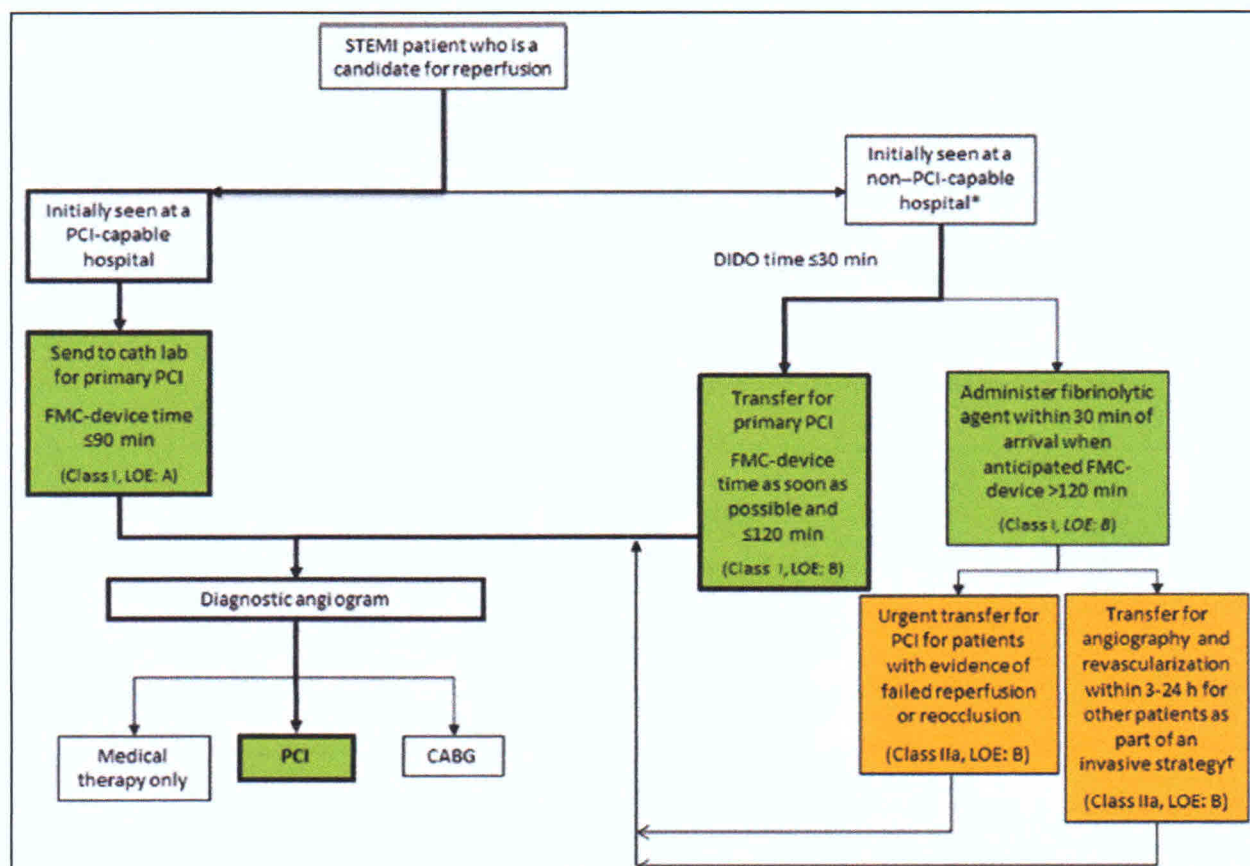 STEMI patient who is a
candidate for reperfusion
Initially seen at a
non–PCI-capable
hospital*
Initially seen at a
PCI-capable
hospital
DIDO time ≤30 min
Send to cath lab
for primary PCI
FMC-device time
≤90 min
(Class I, LOE: A)
Transfer for
primary PCI
FMC-device
time as soon as
possible and
≤120 min
(Class I, LOE: B)
Administer fibrinolytic
agent within 30 min of
arrival when
anticipated FMC-
device >120 min
(Class I, LOE: B)
Diagnostic angiogram
Medical
therapy only
PCI
CABG
Urgent transfer for
PCI for patients
with evidence of
failed reperfusion
or reocclusion
(Class IIa, LOE: B)
Transfer for
angiography and
revascularization
within 3-24 h for
other patients as
part of an
invasive strategy†
(Class IIa, LOE: B)